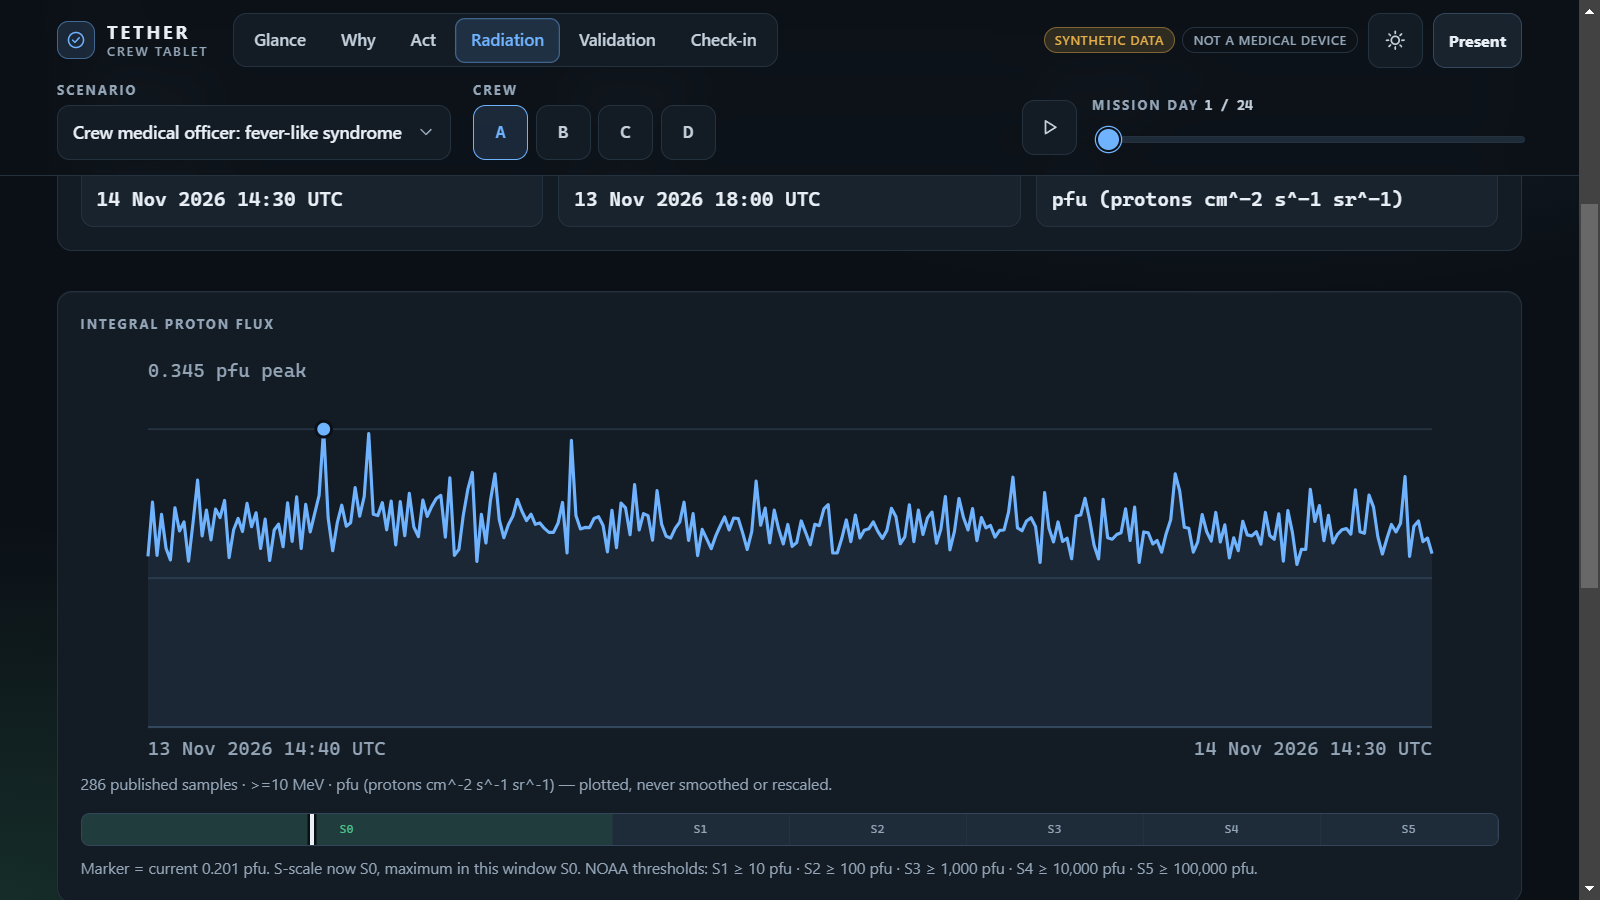 TETHER
CREW TABLET
Glance
Why
Act
Radiation
Validation
Check-in
SYNTHETIC DATA
NOT A MEDICAL DEVICE
Present
SCENARIO
Crew medical officer: fever-like syndrome
CREW
A
B
C
D
MISSION DAY 1 / 24
14 Nov 2026 14:30 UTC
13 Nov 2026 18:00 UTC
pfu (protons cm^-2 s^-1 sr^-1)
INTEGRAL PROTON FLUX
0.345 pfu peak
13 Nov 2026 14:40 UTC
14 Nov 2026 14:30 UTC
286 published samples · >=10 MeV · pfu (protons cm^-2 s^-1 sr^-1) — plotted, never smoothed or rescaled.
S0
S1
S2
S3
S4
S5
Marker = current 0.201 pfu. S-scale now S0, maximum in this window S0. NOAA thresholds: S1 ≥ 10 pfu · S2 ≥ 100 pfu · S3 ≥ 1,000 pfu · S4 ≥ 10,000 pfu · S5 ≥ 100,000 pfu.